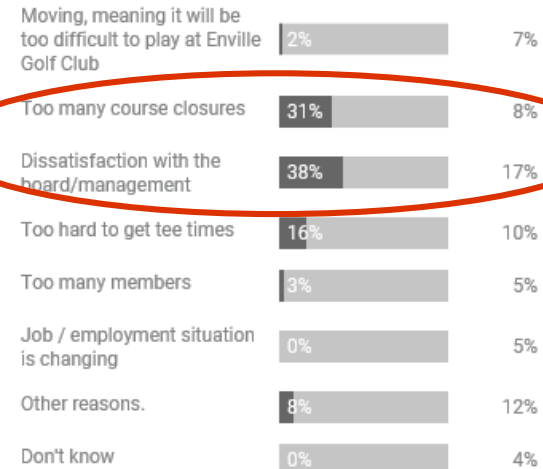 Moving, meaning it will be
too difficult to play at Enville 2% 7%
Golf Club
Too many course closures 31% 8%
Dissatisfaction with the
board/management 38% 17%
Too hard to get tee times 16% 10%
Too many members 3% 5%
Job / employment situation
is changing 0% 5%
Other reasons. 8% 12%
Don't know 0% 4%